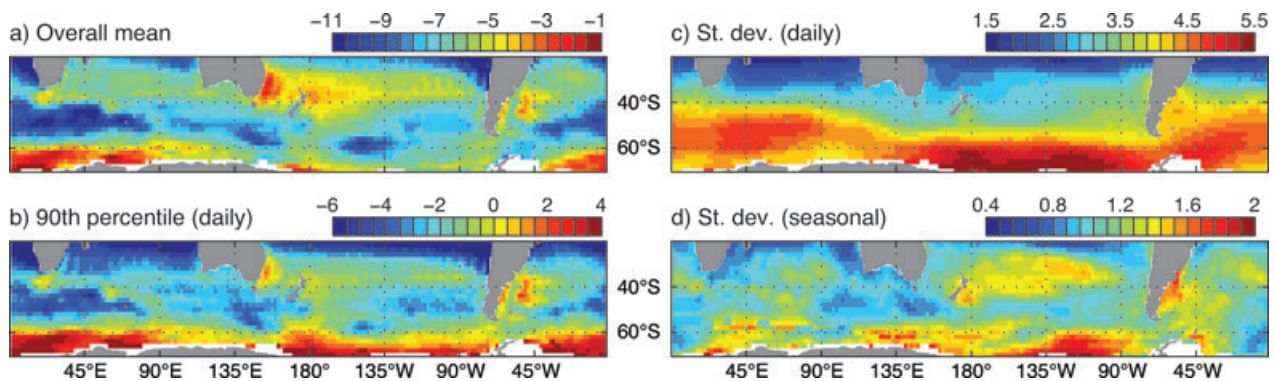 a) Overall mean
−11 −9 −7 −5 −3 −1
c) St. dev. (daily)
1.5 2.5 3.5 4.5 5.5
40°S
60°S
40°S
60°S
b) 90th percentile (daily)
−6 −4 −2 0 2 4
d) St. dev. (seasonal)
0.4 0.8 1.2 1.6 2
40°S
60°S
45°E 90°E 135°E 180° 135°W 90°W 45°W
45°E 90°E 135°E 180° 135°W 90°W 45°W